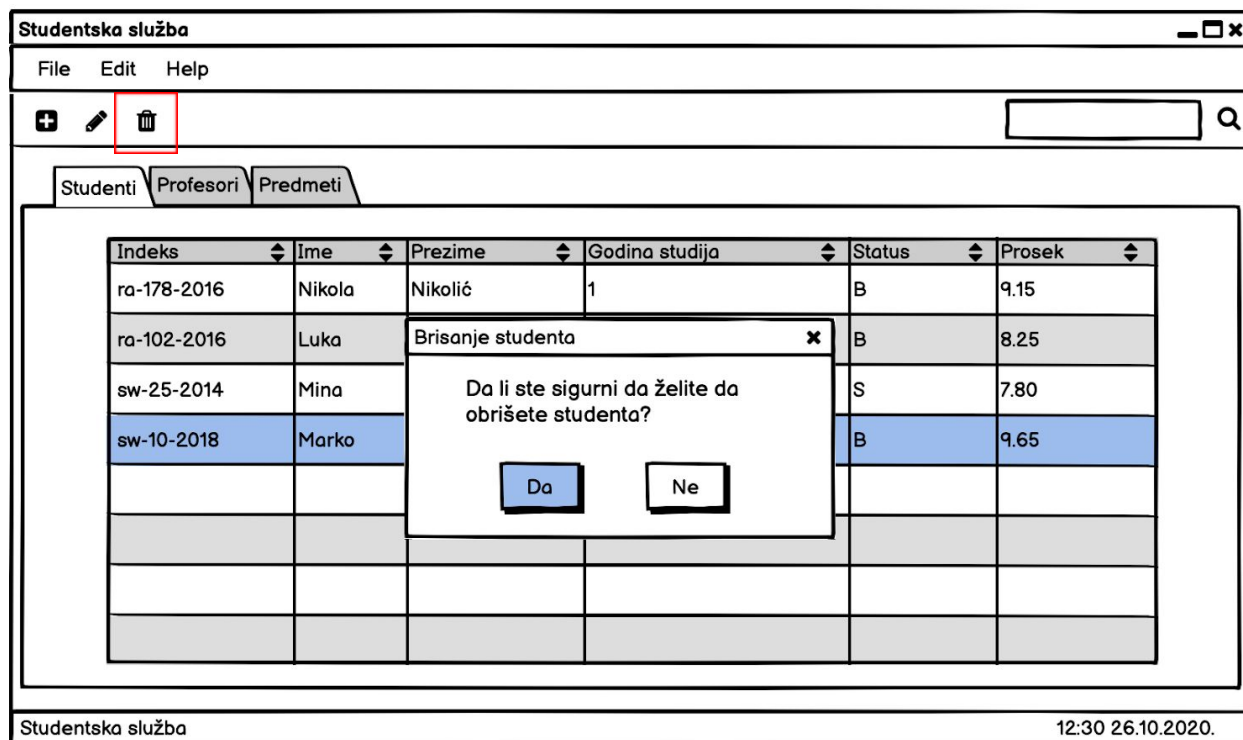 Studentska služba
File Edit Help
Studenti Profesori Predmeti
Indeks Ime Prezime Godina studija Status Prosek
ra-178-2016 Nikola Nikolić 1 B 9.15
ra-102-2016 Luka B 8.25
Brisanje studenta
sw-25-2014 Mina S 7.80
Da li ste sigurni da želite da
obrišete studenta?
sw-10-2018 Marko B 9.65
Da Ne
Studentska služba 12:30 26.10.2020.